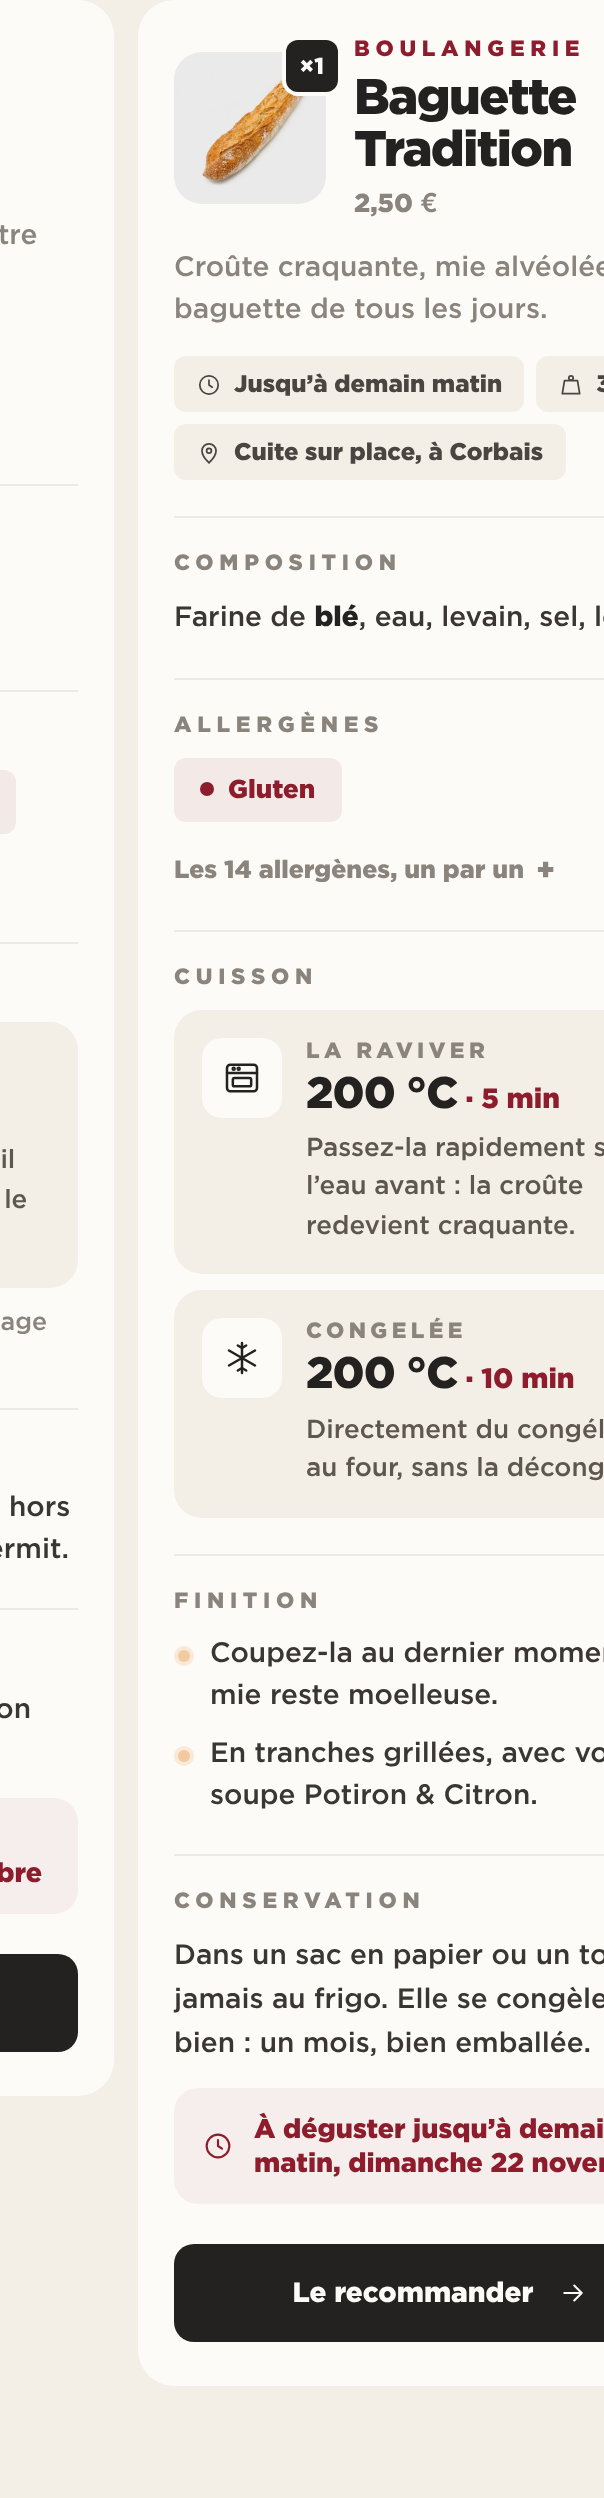 tre
il
le
age
hors
ermit.
on
bre
×1
BOULANGERIE
Baguette
Tradition
2,50 €
Croûte craquante, mie alvéolée
baguette de tous les jours.
Jusqu’à demain matin
3
Cuite sur place, à Corbais
COMPOSITION
Farine de blé, eau, levain, sel, l
ALLERGÈNES
Gluten
Les 14 allergènes, un par un +
CUISSON
LA RAVIVER
200 °C · 5 min
Passez-la rapidement s
l’eau avant : la croûte
redevient craquante.
CONGELÉE
200 °C · 10 min
Directement du congél
au four, sans la décong
FINITION
Coupez-la au dernier mome
mie reste moelleuse.
En tranches grillées, avec vo
soupe Potiron & Citron.
CONSERVATION
Dans un sac en papier ou un to
jamais au frigo. Elle se congèle
bien : un mois, bien emballée.
À déguster jusqu’à demai
matin, dimanche 22 nove
Le recommander →